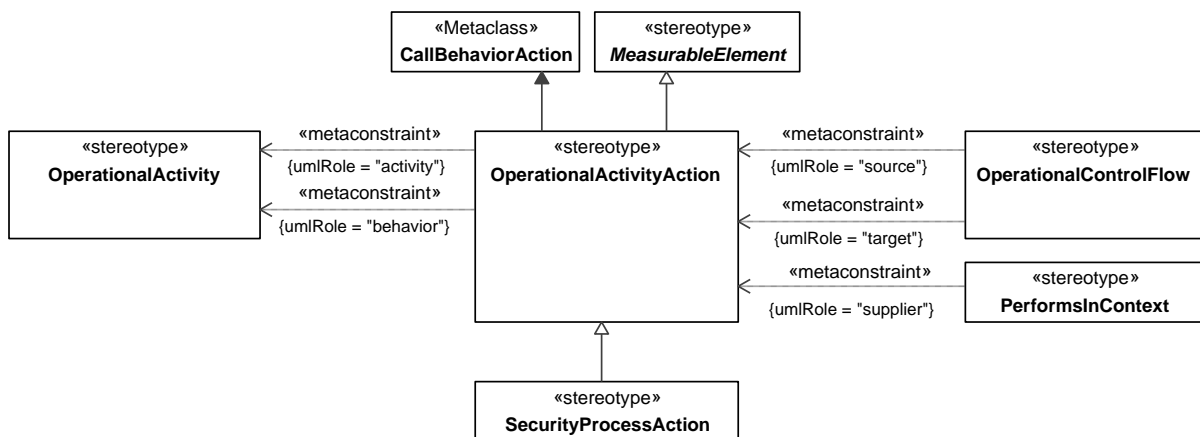 «Metaclass»
CallBehaviorAction
«stereotype»
MeasurableElement
«stereotype»
OperationalActivity
«metaconstraint»
{umlRole = "activity"}
«metaconstraint»
{umlRole = "behavior"}
«stereotype»
OperationalActivityAction
«metaconstraint»
{umlRole = "source"}
«metaconstraint»
{umlRole = "target"}
«metaconstraint»
{umlRole = "supplier"}
«stereotype»
OperationalControlFlow
«stereotype»
PerformsInContext
«stereotype»
SecurityProcessAction